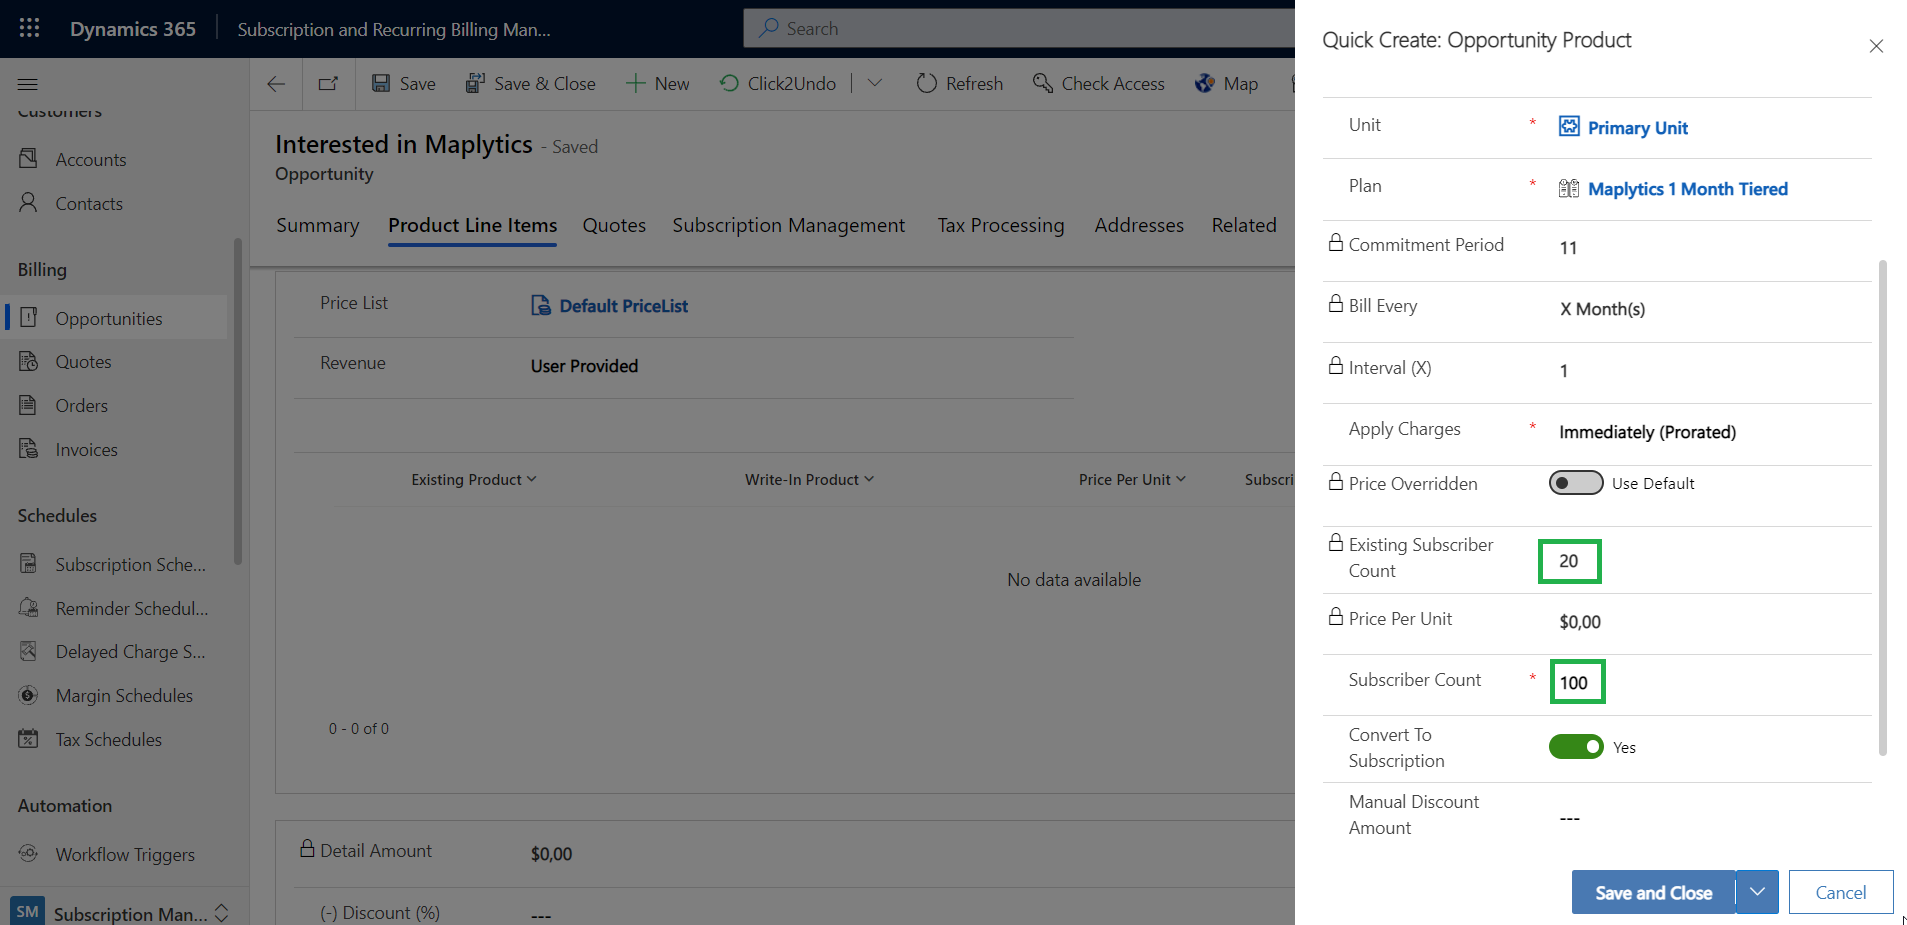 Dynamics 365
Subscription and Recurring Billing Man...
Search
Save
Save & Close
New
Click2Undo
Refresh
Check Access
Map
Customers
Accounts
Contacts
Billing
Opportunities
Quotes
Orders
Invoices
Schedules
Subscription Sche...
Reminder Schedul...
Delayed Charge S...
Margin Schedules
Tax Schedules
Automation
Workflow Triggers
SM Subscription Man...
Interested in Maplytics - Saved
Opportunity
Summary Product Line Items Quotes Subscription Management Tax Processing Addresses Related
Price List Default PriceList
Revenue User Provided
Existing Product Write-In Product Price Per Unit Subscri
No data available
0 - 0 of 0
Detail Amount $0,00
(-) Discount (%) ---
Quick Create: Opportunity Product
Unit * Primary Unit
Plan * Maplytics 1 Month Tiered
Commitment Period 11
Bill Every X Month(s)
Interval (X) 1
Apply Charges * Immediately (Prorated)
Price Overridden Use Default
Existing Subscriber
Count 20
Price Per Unit $0,00
Subscriber Count * 100
Convert To
Subscription Yes
Manual Discount
Amount ---
Save and Close
Cancel